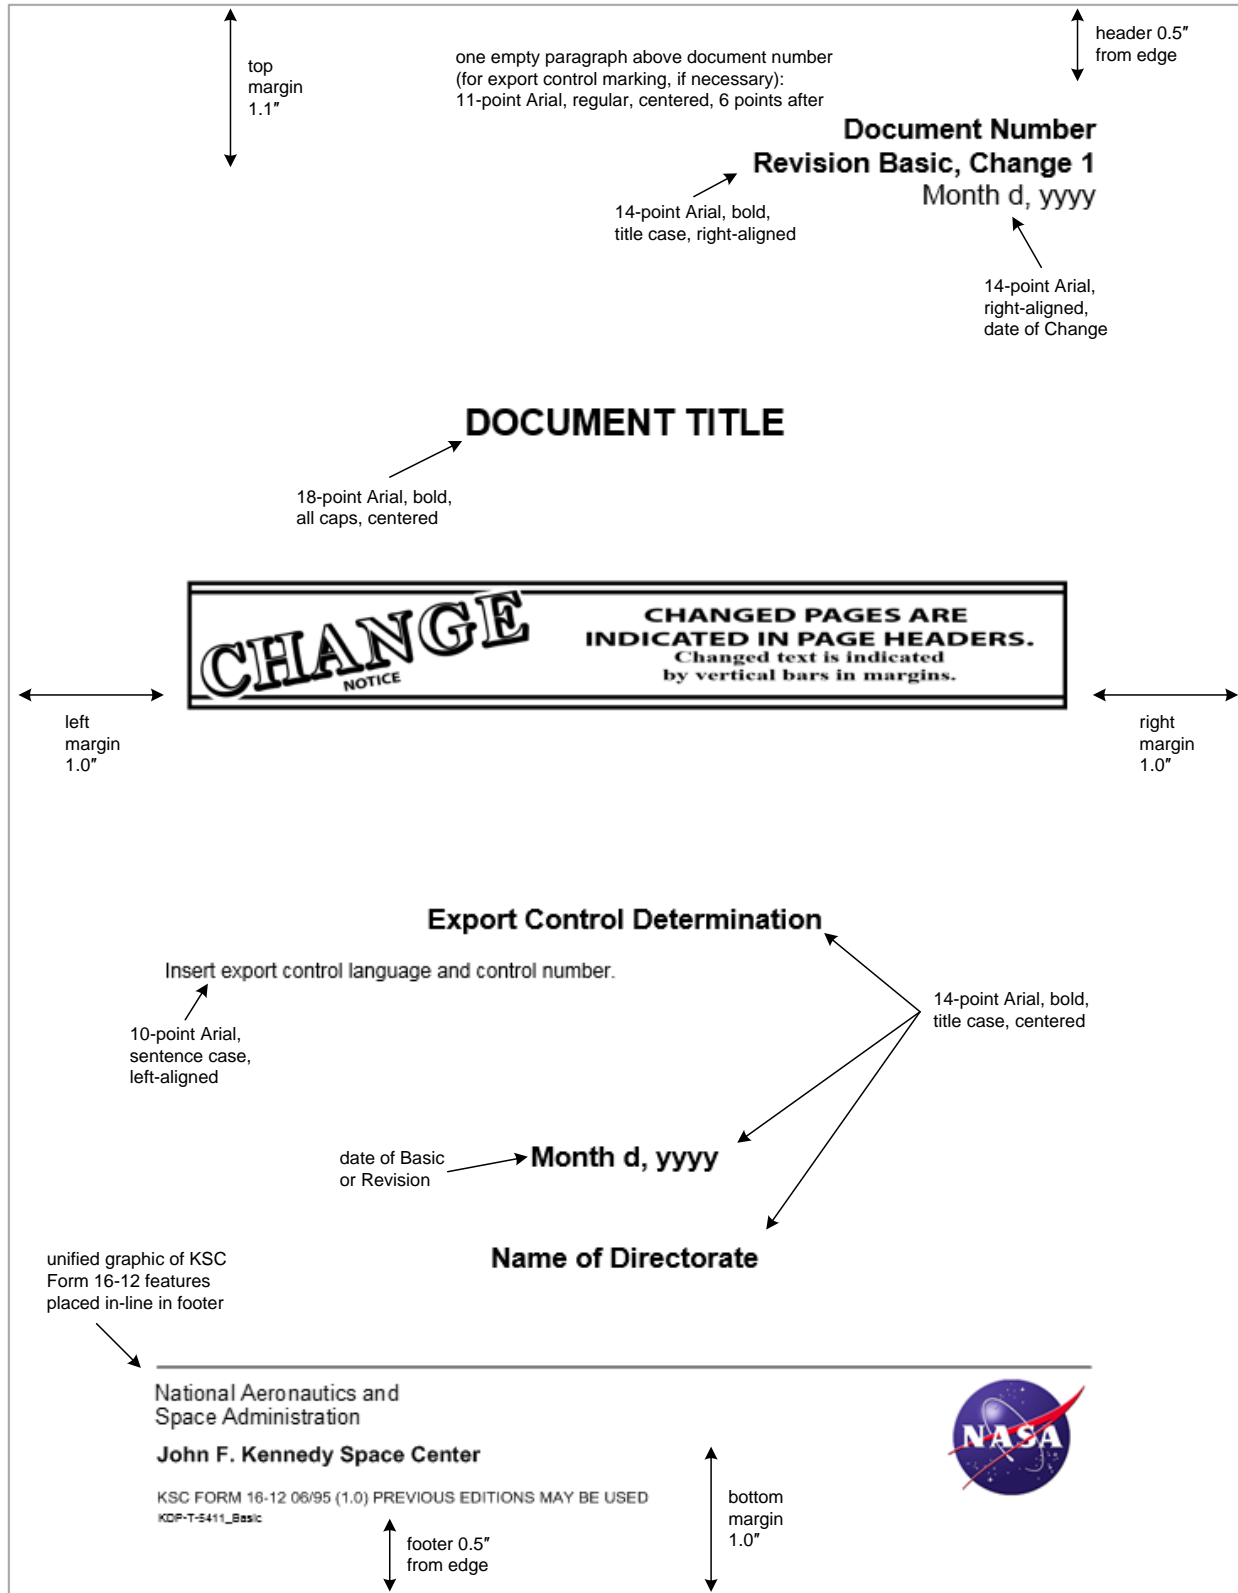 header 0.5″
from edge
top
margin
1.1″
one empty paragraph above document number
(for export control marking, if necessary):
11-point Arial, regular, centered, 6 points after
Document Number
Revision Basic, Change 1
Month d, yyyy
14-point Arial, bold,
title case, right-aligned
14-point Arial,
right-aligned,
date of Change
DOCUMENT TITLE
18-point Arial, bold,
all caps, centered
CHANGE
NOTICE
CHANGED PAGES ARE
INDICATED IN PAGE HEADERS.
Changed text is indicated
by vertical bars in margins.
left
margin
1.0″
right
margin
1.0″
Export Control Determination
Insert export control language and control number.
10-point Arial,
sentence case,
left-aligned
14-point Arial, bold,
title case, centered
date of Basic
or Revision
Month d, yyyy
Name of Directorate
unified graphic of KSC
Form 16-12 features
placed in-line in footer
National Aeronautics and
Space Administration
John F. Kennedy Space Center
KSC FORM 16-12 06/95 (1.0) PREVIOUS EDITIONS MAY BE USED
KDP-T-5411_Basic
NASA
footer 0.5″
from edge
bottom
margin
1.0″